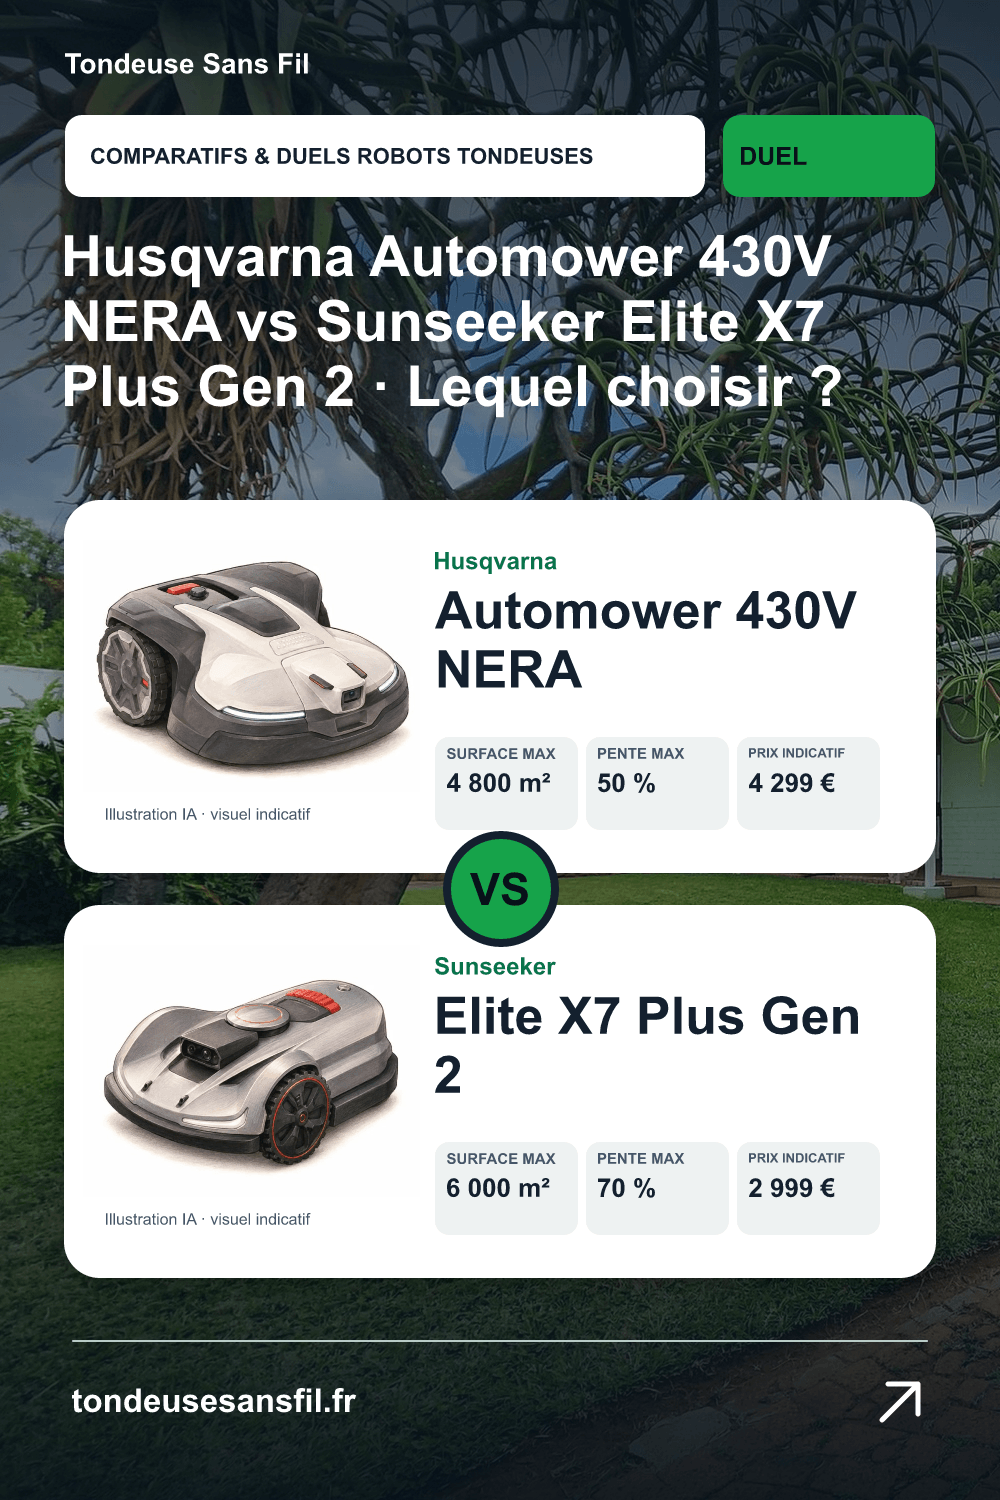 Tondeuse Sans Fil
COMPARATIFS & DUELS ROBOTS TONDEUSES
DUEL
Husqvarna Automower 430V
NERA vs Sunseeker Elite X7
Plus Gen 2 · Lequel choisir ?
Husqvarna
Automower 430V
NERA
SURFACE MAX
4 800 m²
PENTE MAX
50 %
PRIX INDICATIF
4 299 €
Illustration IA · visuel indicatif
VS
Sunseeker
Elite X7 Plus Gen
2
SURFACE MAX
6 000 m²
PENTE MAX
70 %
PRIX INDICATIF
2 999 €
Illustration IA · visuel indicatif
tondeusesansfil.fr